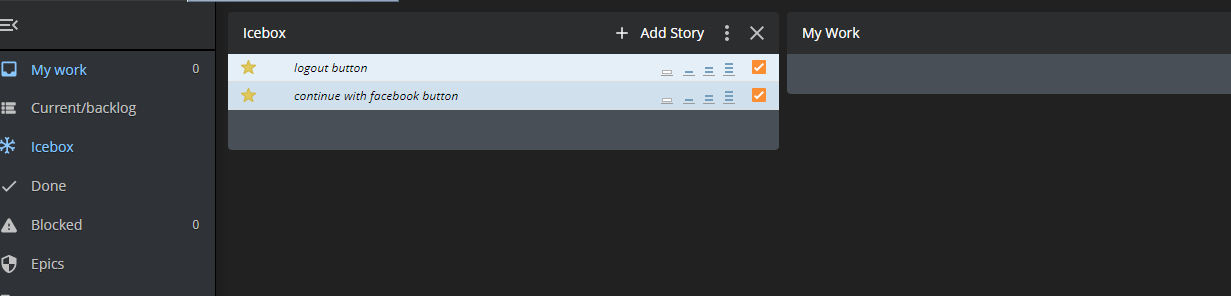 Icebox
Add Story
My Work
My work 0
logout button
continue with facebook button
Current/backlog
Icebox
Done
Blocked 0
Epics